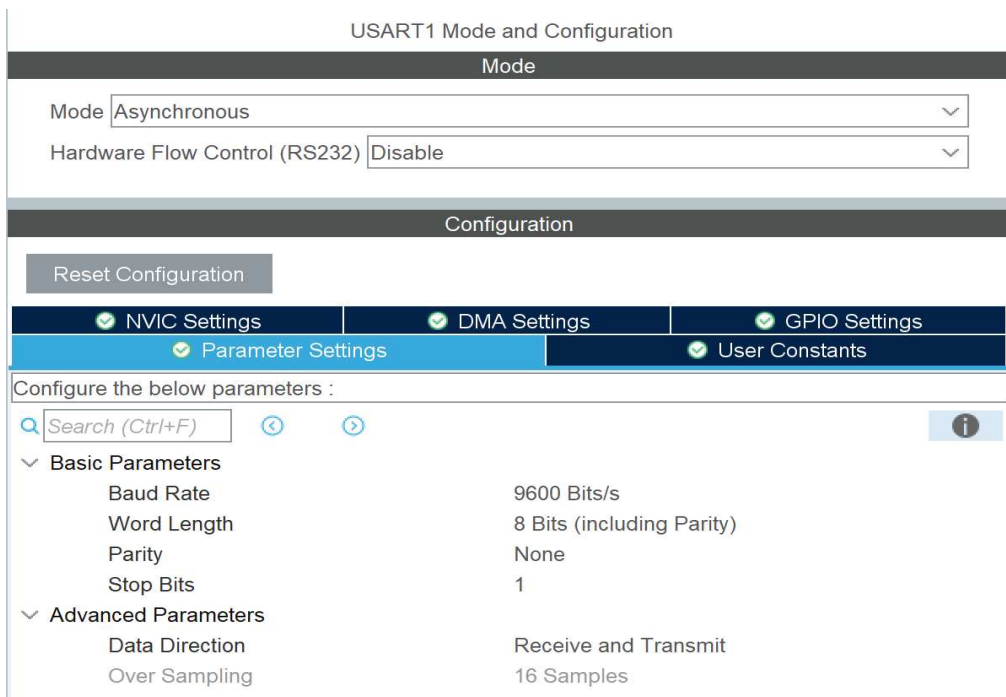 USART1 Mode and Configuration
Mode
Mode Asynchronous
Hardware Flow Control (RS232) Disable
Configuration
Reset Configuration
NVIC Settings DMA Settings GPIO Settings
Parameter Settings User Constants
Configure the below parameters :
Search (Ctrl+F)
Basic Parameters
Baud Rate 9600 Bits/s
Word Length 8 Bits (including Parity)
Parity None
Stop Bits 1
Advanced Parameters
Data Direction Receive and Transmit
Over Sampling 16 Samples